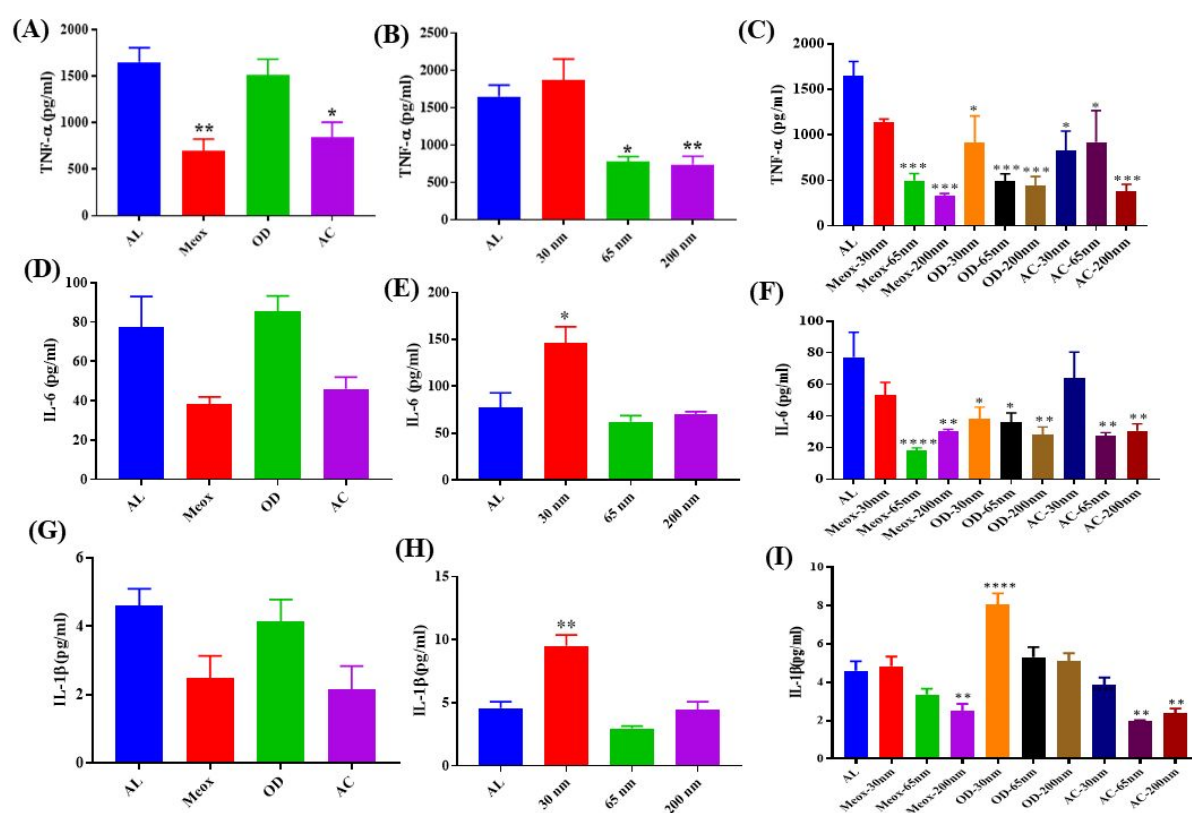 (A)
TNF-α (pg/ml)
2000
1500
1000
500
0
**
*
AL
Meox
OD
AC
(B)
TNF-α (pg/ml)
2500
2000
1500
1000
500
0
*
**
AL
30 nm
65 nm
200 nm
(C)
TNF-α (pg/ml)
2000
1500
1000
500
0
***
***
*
***
***
*
*
***
AL
Meox-30nm
Meox-65nm
Meox-200nm
OD-30nm
OD-65nm
OD-200nm
AC-30nm
AC-65nm
AC-200nm
(D)
IL-6 (pg/ml)
100
80
60
40
20
0
AL
Meox
OD
AC
(E)
IL-6 (pg/ml)
200
150
100
50
0
*
AL
30 nm
65 nm
200 nm
(F)
IL-6 (pg/ml)
100
80
60
40
20
0
****
**
*
*
**
**
**
AL
Meox-30nm
Meox-65nm
Meox-200nm
OD-30nm
OD-65nm
OD-200nm
AC-30nm
AC-65nm
AC-200nm
(G)
IL-1β(pg/ml)
6
4
2
0
AL
Meox
OD
AC
(H)
IL-1β(pg/ml)
15
10
5
0
**
AL
30 nm
65 nm
200 nm
(I)
IL-1β(pg/ml)
10
8
6
4
2
0
**
****
**
**
AL
Meox-30nm
Meox-65nm
Meox-200nm
OD-30nm
OD-65nm
OD-200nm
AC-30nm
AC-65nm
AC-200nm